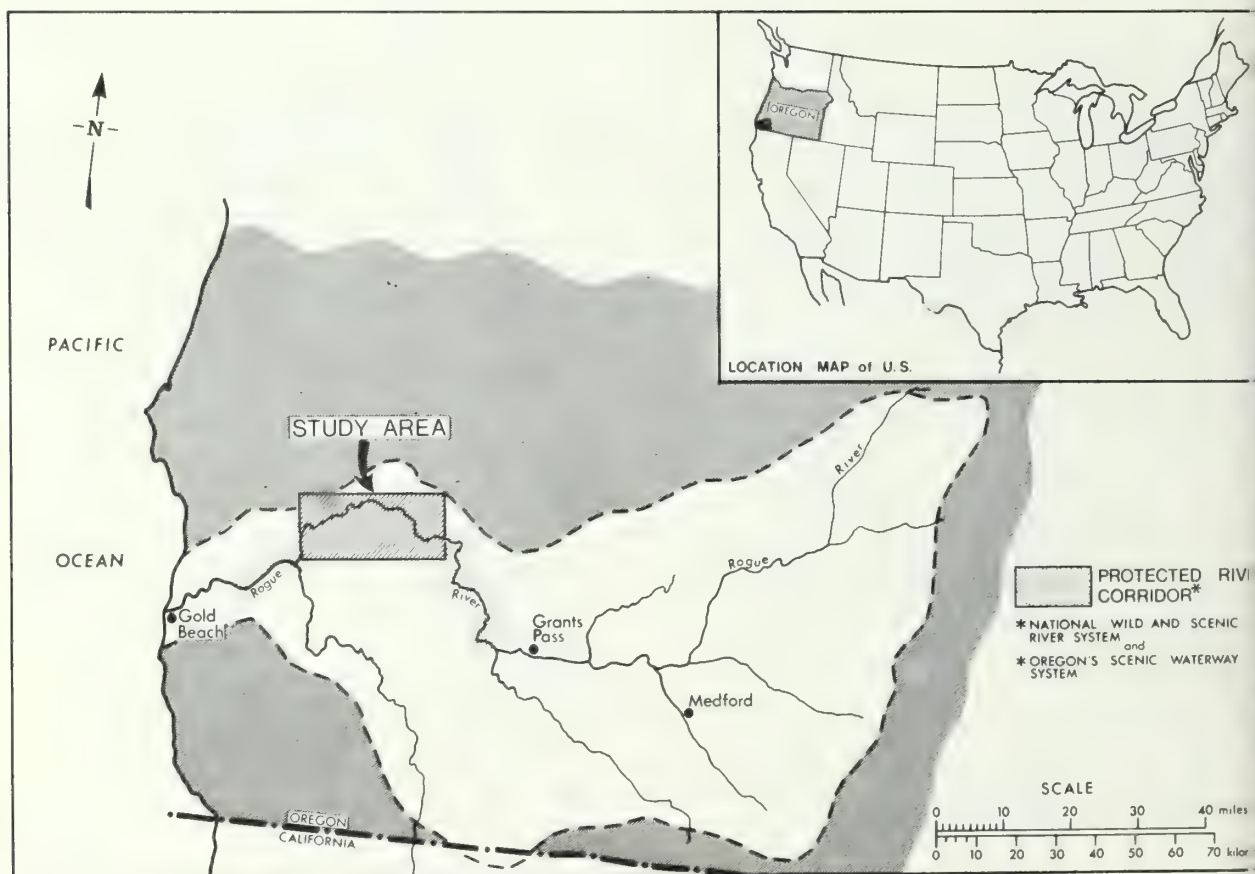 N
OREGON
LOCATION MAP of U.S.
PACIFIC
OCEAN
STUDY AREA
River
Rogue
Rogue
River
Gold
Beach
Grants
Pass
Medford
PROTECTED RIV
CORRIDOR*
* NATIONAL WILD AND SCENIC
RIVER SYSTEM
and
* OREGON'S SCENIC WATERWAY
SYSTEM
SCALE
0 10 20 30 40 miles
0 10 20 30 40 50 60 70 kilor
OREGON
CALIFORNIA